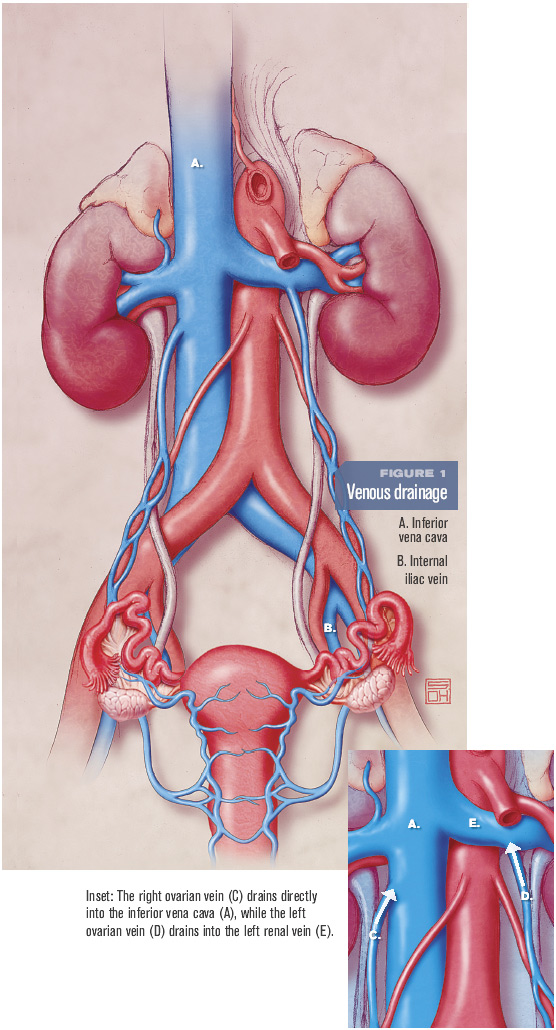 A.
FIGURE 1
Venous drainage
A. Inferior
vena cava
B. Internal
iliac vein
B.
A.
E.
D.
C.
Inset: The right ovarian vein (C) drains directly
into the inferior vena cava (A), while the left
ovarian vein (D) drains into the left renal vein (E).